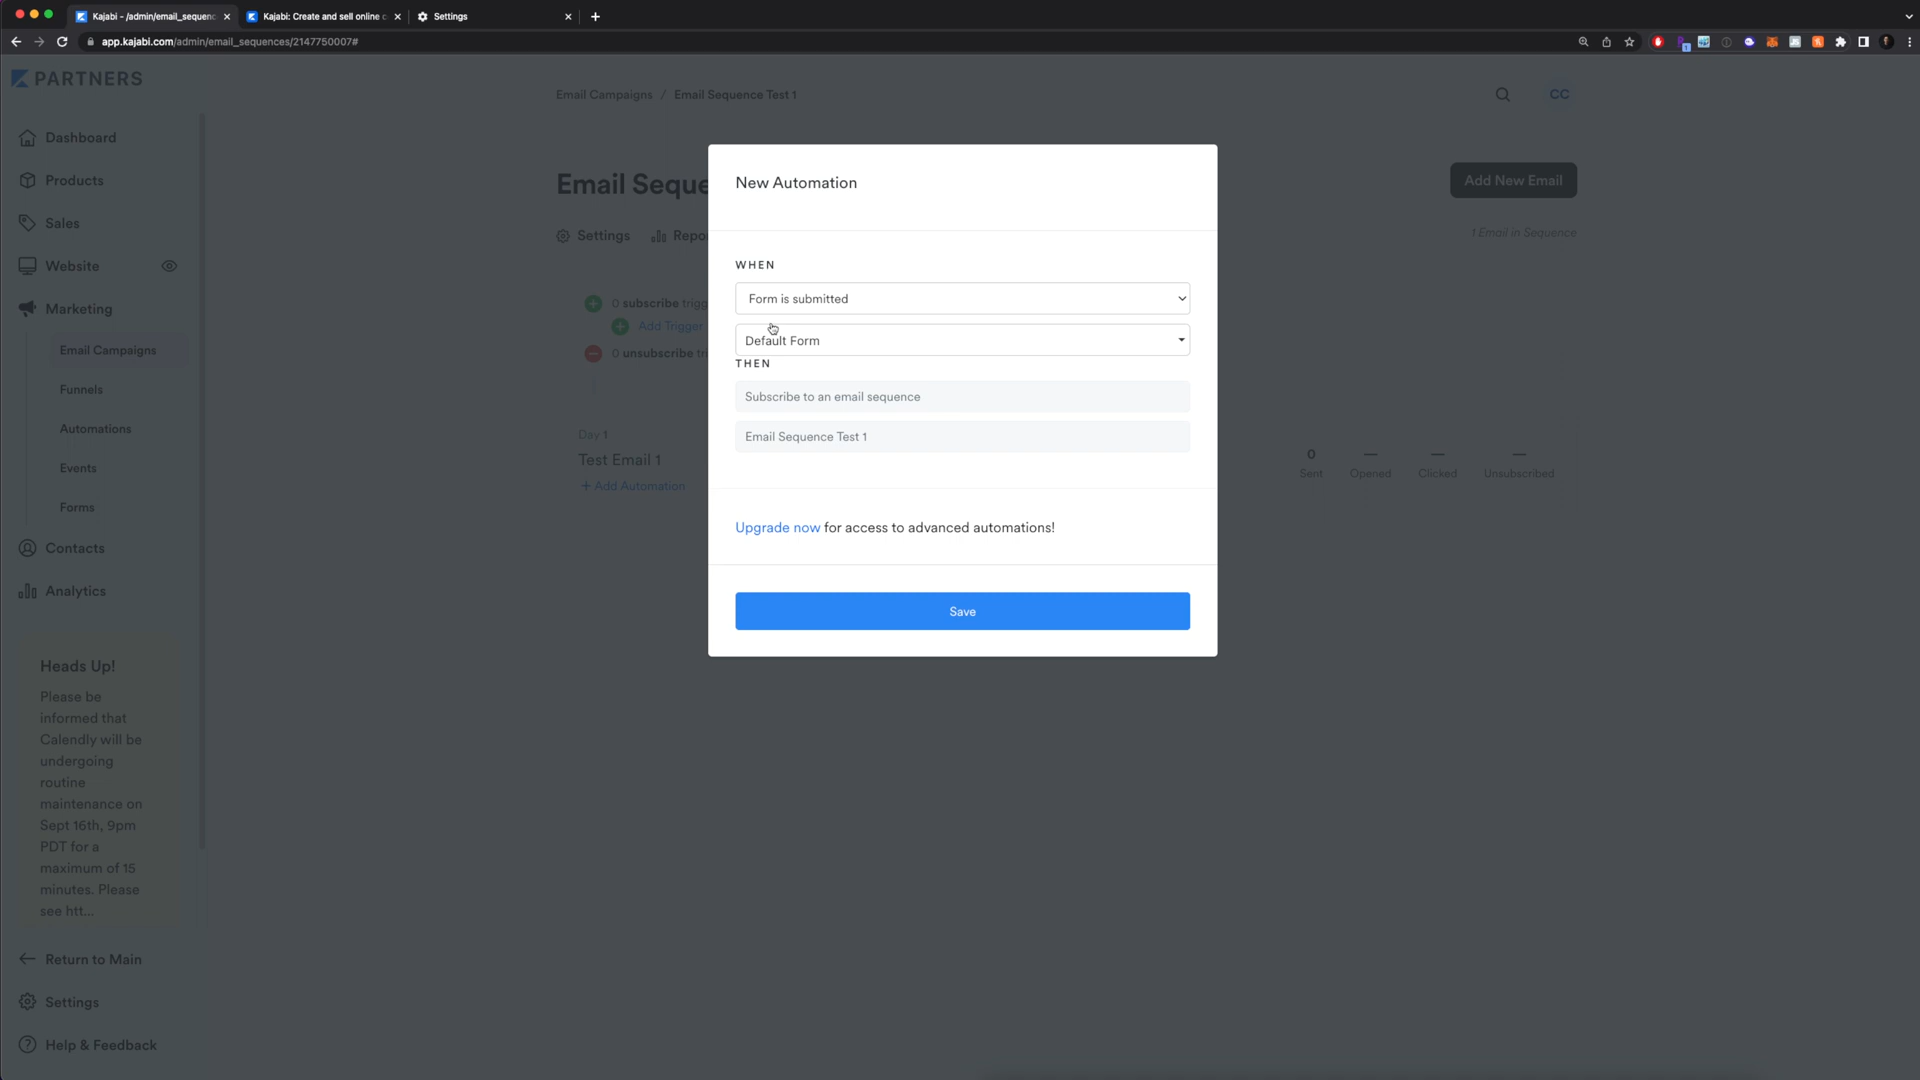 Kajabi - /admin/email_sequenc
Kajabi: Create and sell online c
Settings
app.kajabi.com/admin/email_sequences/2147750007#
PARTNERS
Email Campaigns / Email Sequence Test 1
CC
Dashboard
Products
Sales
Website
Marketing
Email Campaigns
Funnels
Automations
Events
Forms
Contacts
Analytics
Heads Up!
Please be
informed that
Calendly will be
undergoing
routine
maintenance on
Sept 16th, 9pm
PDT for a
maximum of 15
minutes. Please
see htt...
Return to Main
Settings
Help & Feedback
Email Seque
Add New Email
Settings
Repo
1 Email in Sequence
0 subscribe trigg
Add Trigger
0 unsubscribe tri
Day 1
Test Email 1
+ Add Automation
0 — — —
Sent Opened Clicked Unsubscribed
New Automation
WHEN
Form is submitted
Default Form
THEN
Subscribe to an email sequence
Email Sequence Test 1
Upgrade now for access to advanced automations!
Save